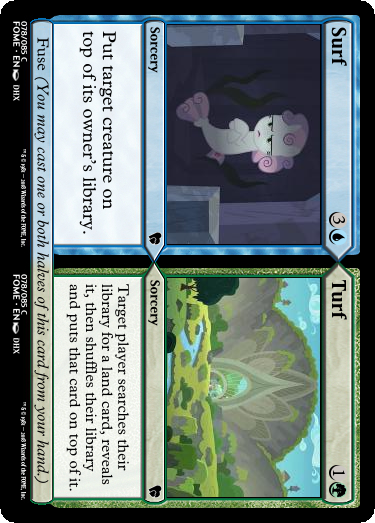 Surf
3
Sorcery
Put target creature on
top of its owner's library.
Turf
1
Sorcery
Target player searches their
library for a land card, reveals
it, then shuffles their library
and puts that card on top of it.
Fuse (You may cast one or both halves of this card from your hand.)
078/085 C
FOME • EN DHX
078/085 C
FOME • EN DHX